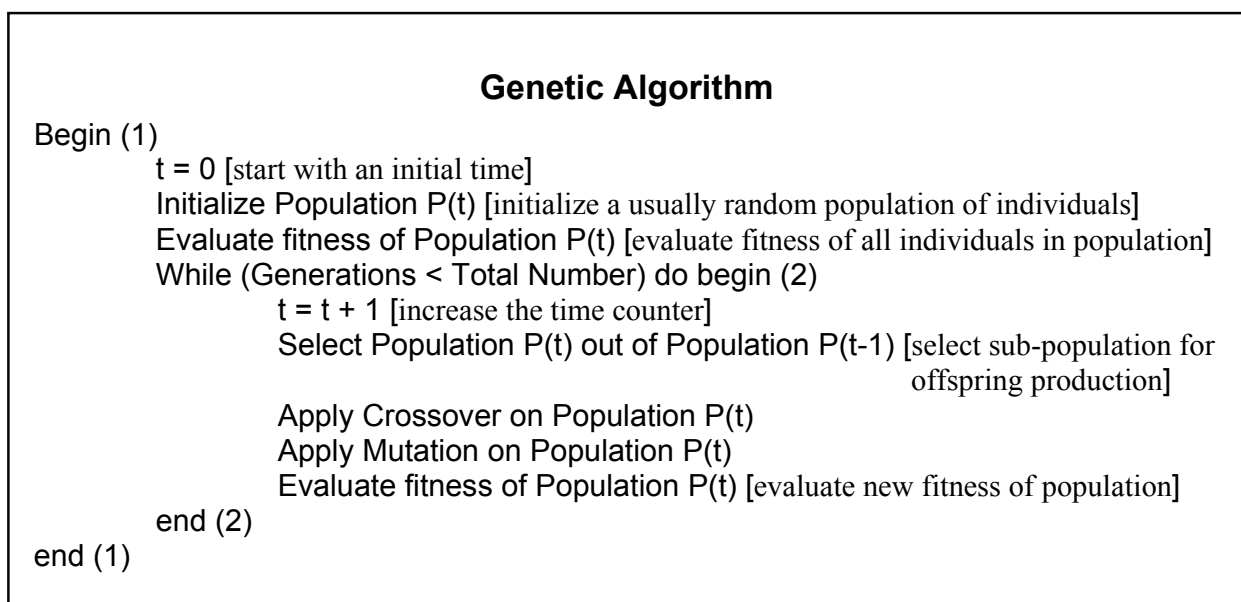 Genetic Algorithm
Begin (1)
t = 0 [start with an initial time]
Initialize Population P(t) [initialize a usually random population of individuals]
Evaluate fitness of Population P(t) [evaluate fitness of all individuals in population]
While (Generations < Total Number) do begin (2)
t = t + 1 [increase the time counter]
Select Population P(t) out of Population P(t-1) [select sub-population for
offspring production]
Apply Crossover on Population P(t)
Apply Mutation on Population P(t)
Evaluate fitness of Population P(t) [evaluate new fitness of population]
end (2)
end (1)